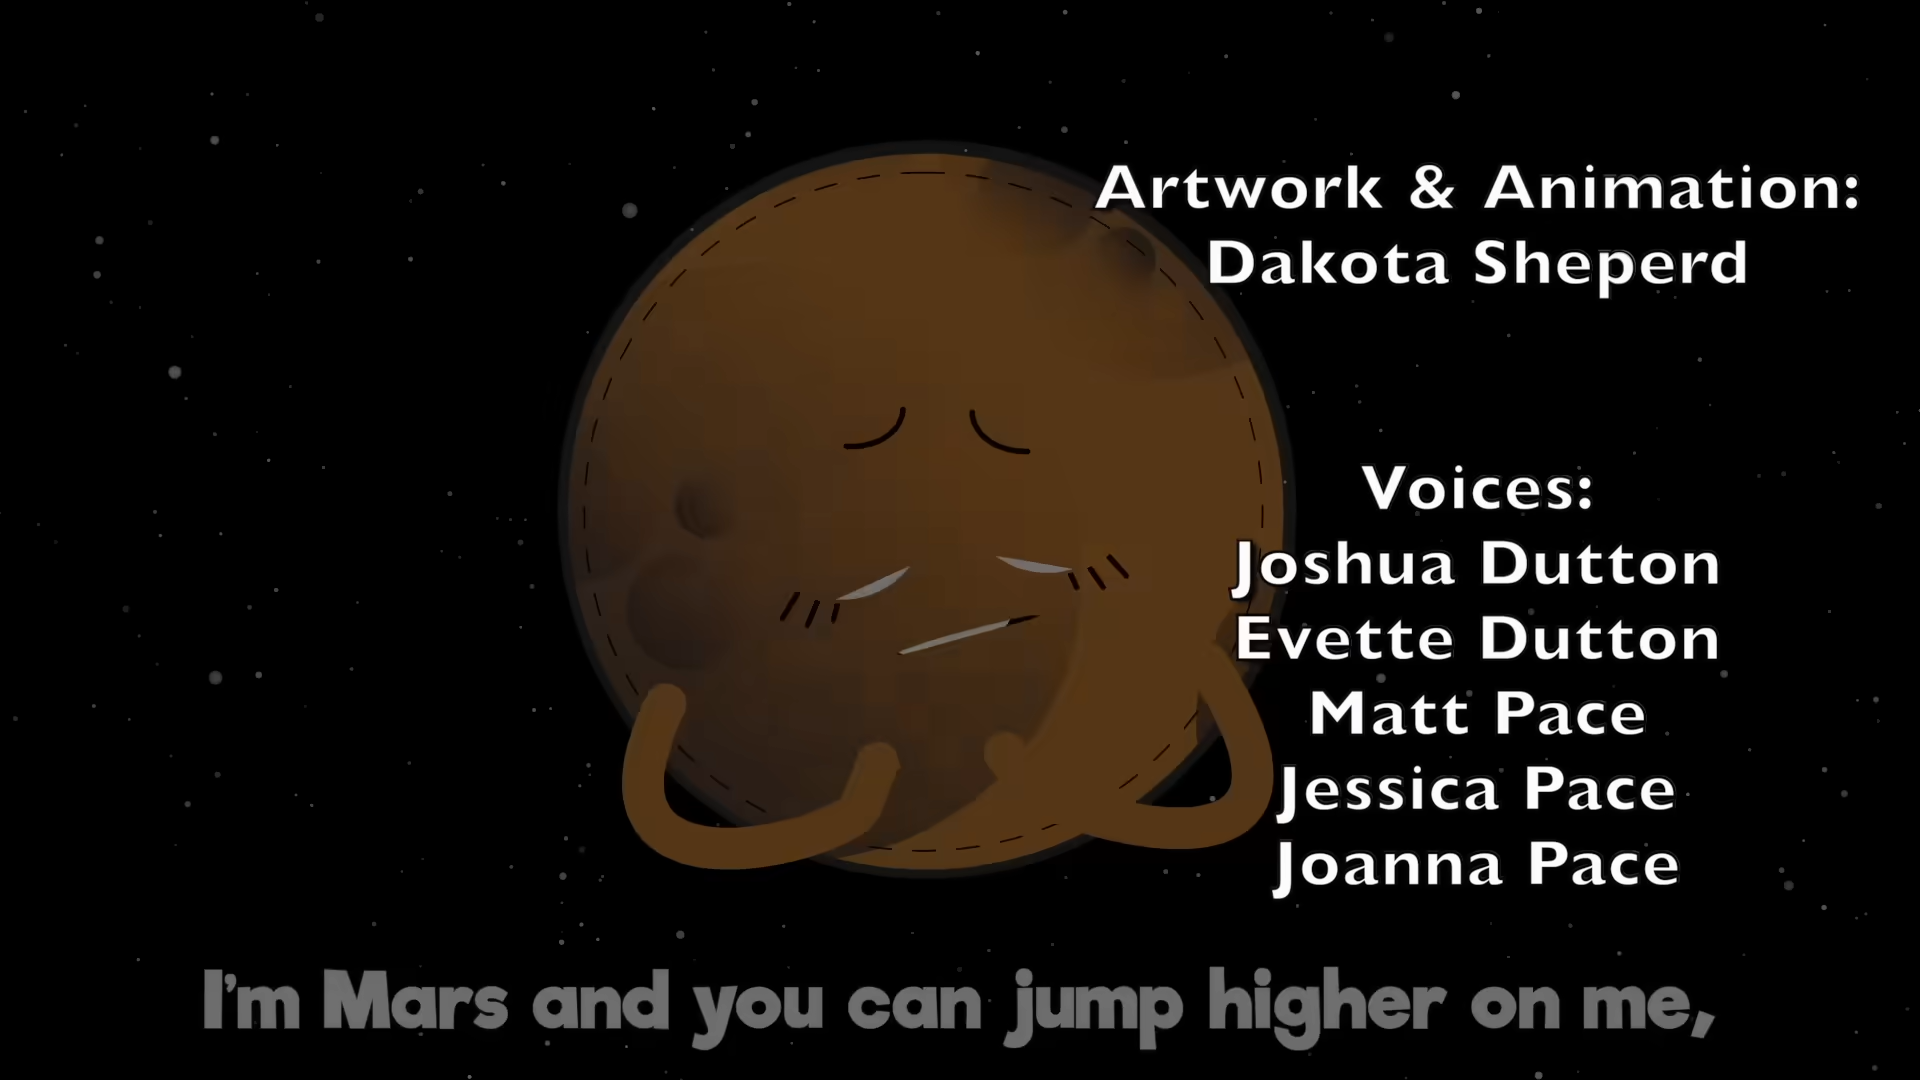 Artwork & Animation:
Dakota Sheperd
Voices:
Joshua Dutton
Evette Dutton
Matt Pace
Jessica Pace
Joanna Pace
I'm Mars and you can jump higher on me,